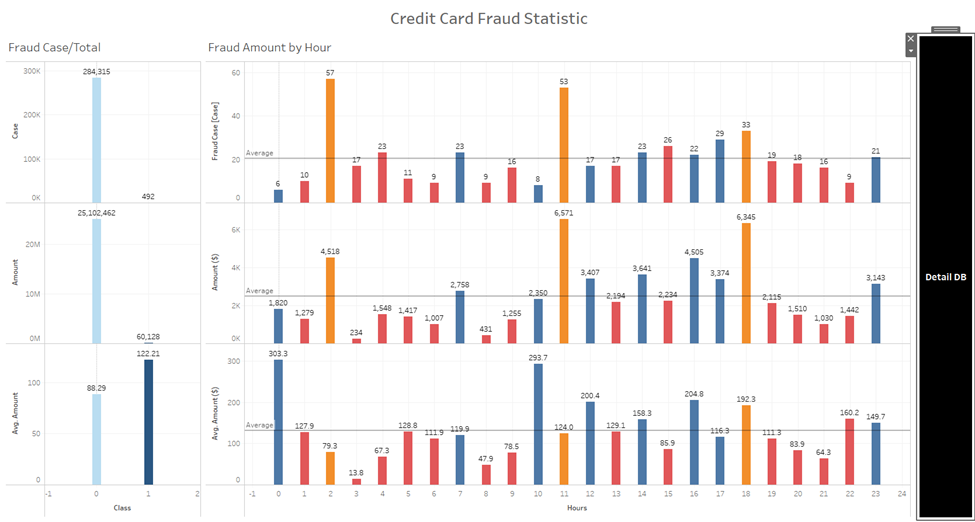 Credit Card Fraud Statistic
Fraud Case/Total
Fraud Amount by Hour
300K
200K
100K
0K
Case
284,315
492
20M
10M
0M
Amount
25,102,462
60,128
100
50
0
Avg. Amount
88.29
122.21
-1 0 1 2
Class
60
40
20
0
Fraud Case [Case]
Average
6 10 57 17 23 11 9 23 9 16 8 53 17 17 23 26 22 29 33 19 18 16 9 21
6K
4K
2K
0K
Amount ($)
Average
1,820 1,279 4,518 234 1,548 1,417 1,007 2,758 431 1,255 2,350 6,571 3,407 2,194 3,641 2,234 4,505 3,374 6,345 2,115 1,510 1,030 1,442 3,143
300
200
100
0
Avg. Amount ($)
Average
303.3 127.9 79.3 13.8 67.3 128.8 111.9 119.9 47.9 78.5 293.7 124.0 200.4 129.1 158.3 85.9 204.8 116.3 192.3 111.3 83.9 64.3 160.2 149.7
-1 0 1 2 3 4 5 6 7 8 9 10 11 12 13 14 15 16 17 18 19 20 21 22 23 24
Hours
Detail DB